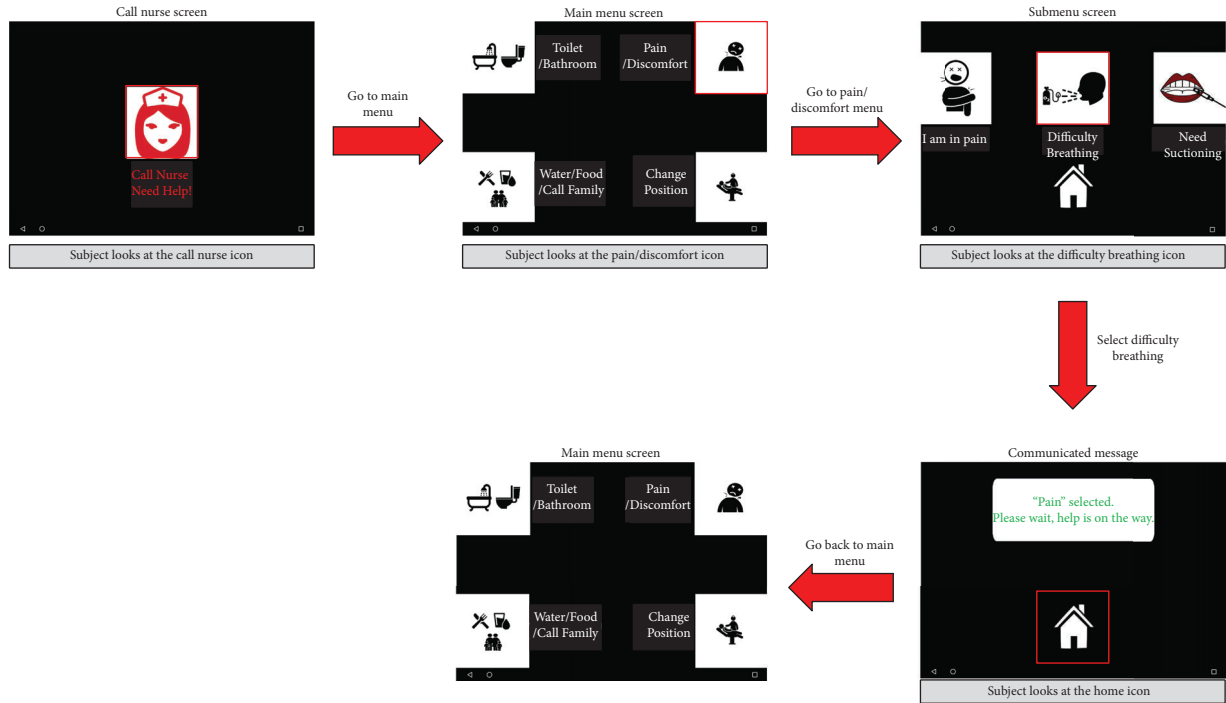 Call nurse screen
Call Nurse
Need Help!
Subject looks at the call nurse icon
Go to main
menu
Main menu screen
Toilet
/Bathroom
Pain
/Discomfort
Water/Food
/Call Family
Change
Position
Subject looks at the pain/discomfort icon
Go to pain/
discomfort menu
Submenu screen
I am in pain
Difficulty
Breathing
Need
Suctioning
Subject looks at the difficulty breathing icon
Select difficulty
breathing
Communicated message
“Pain” selected.
Please wait, help is on the way.
Subject looks at the home icon
Go back to main
menu
Main menu screen
Toilet
/Bathroom
Pain
/Discomfort
Water/Food
/Call Family
Change
Position